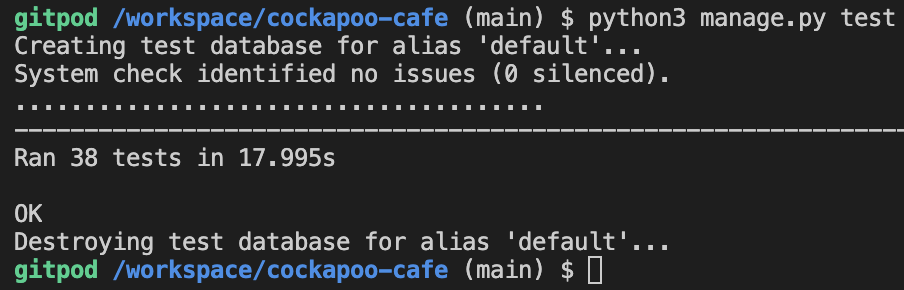 gitpod /workspace/cockapoo-cafe (main) $ python3 manage.py test
Creating test database for alias 'default'...
System check identified no issues (0 silenced).
......................................
----------------------------------------------------------------------
Ran 38 tests in 17.995s
OK
Destroying test database for alias 'default'...
gitpod /workspace/cockapoo-cafe (main) $